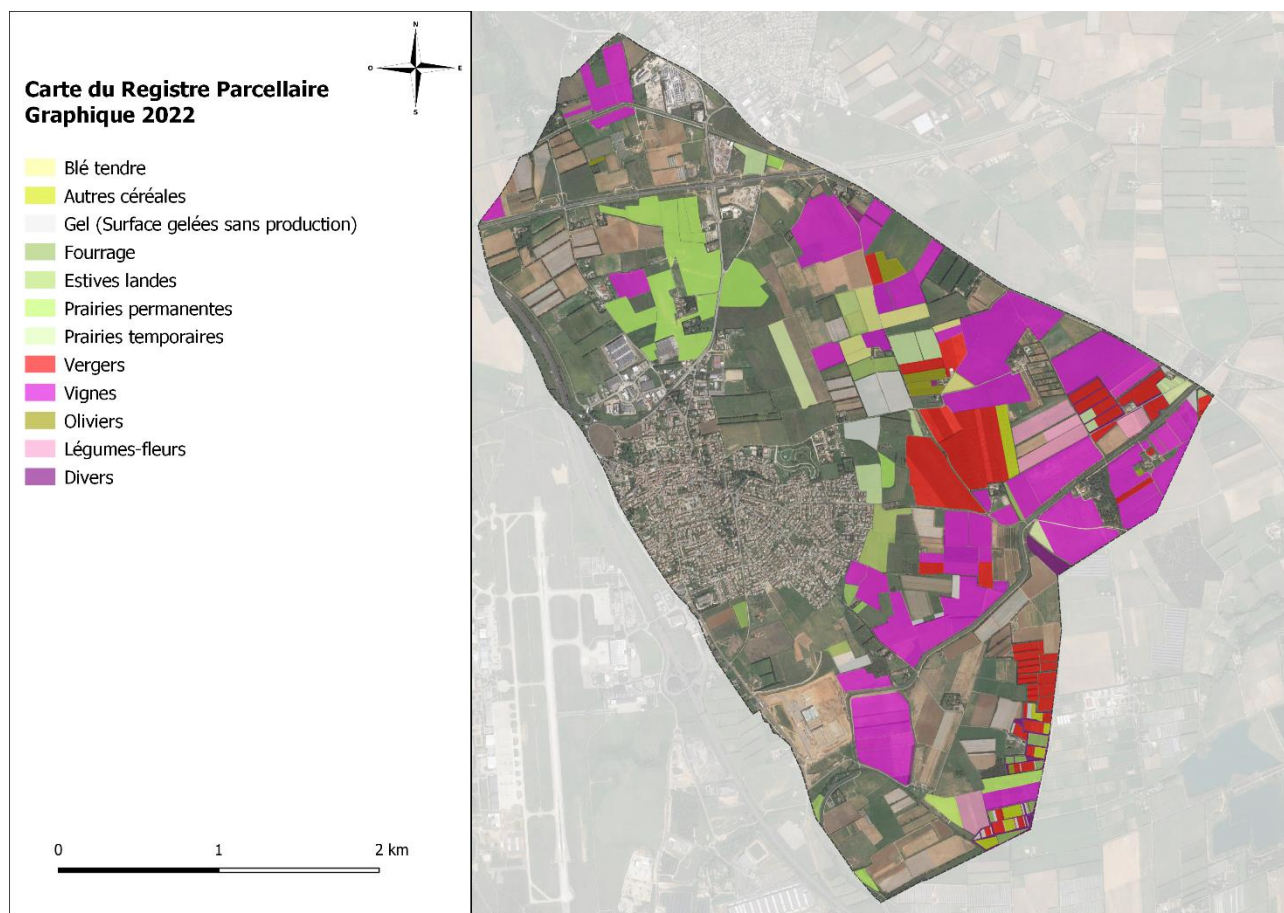 N
O
E
S
Carte du Registre Parcellaire
Graphique 2022
Blé tendre
Autres céréales
Gel (Surface gelées sans production)
Fourrage
Estives landes
Prairies permanentes
Prairies temporaires
Vergers
Vignes
Oliviers
Légumes-fleurs
Divers
0 1 2 km